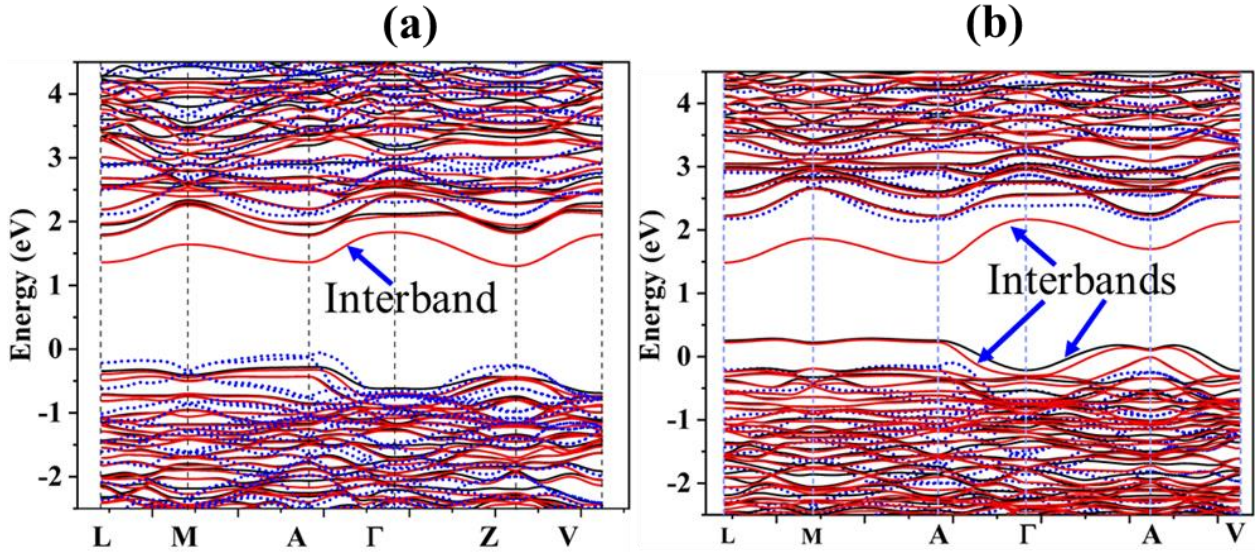 (a)
(b)
Energy (eV)
4
3
2
1
0
-1
-2
Interband
L M A Γ Z V
Energy (eV)
4
3
2
1
0
-1
-2
Interbands
L M A Γ A V